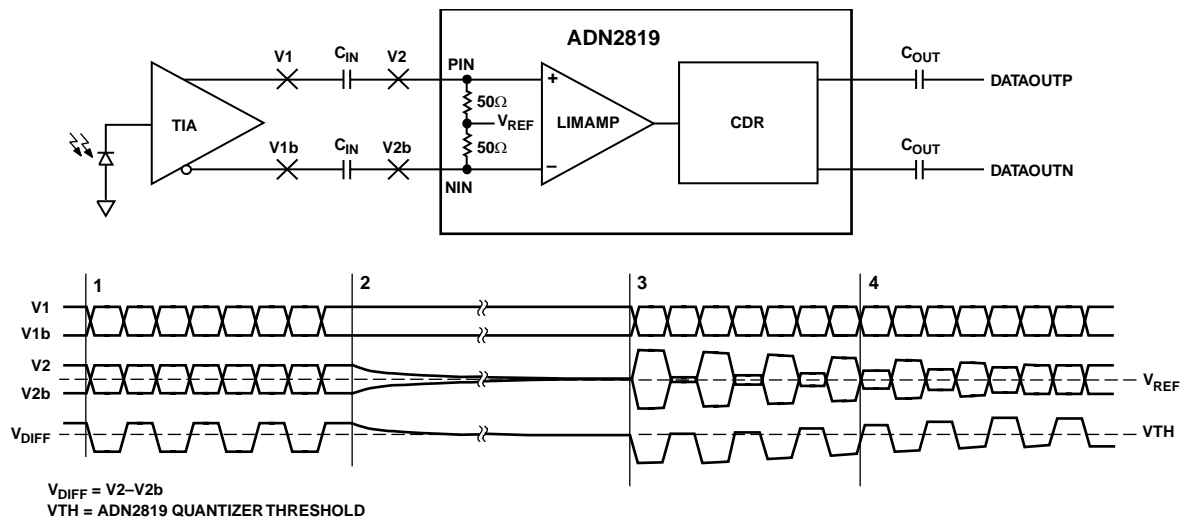 ADN2819
V1
C_IN
V2
PIN
C_OUT
DATAOUTP
50Ω
+
TIA
V_REF
LIMAMP
CDR
50Ω
V1b
C_IN
V2b
NIN
−
C_OUT
DATAOUTN
1
2
3
4
V1
V1b
V2
V_REF
V2b
V_DIFF
VTH
V_DIFF = V2–V2b
VTH = ADN2819 QUANTIZER THRESHOLD